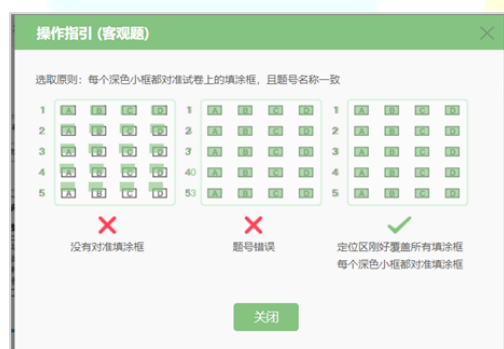 操作指引 (客观题)
选取原则：每个深色小框都对准试卷上的填涂框，且题号名称一致
1 A B C D 1 A B C D 1 A B C D
2 A B C D 2 A B C D 2 A B C D
3 A B C D 3 A B C D 3 A B C D
4 A B C D 40 A B C D 4 A B C D
5 A B C D 53 A B C D 5 A B C D
没有对准填涂框 题号错误 定位区刚好覆盖所有填涂框
每个深色小框都对准填涂框
关闭